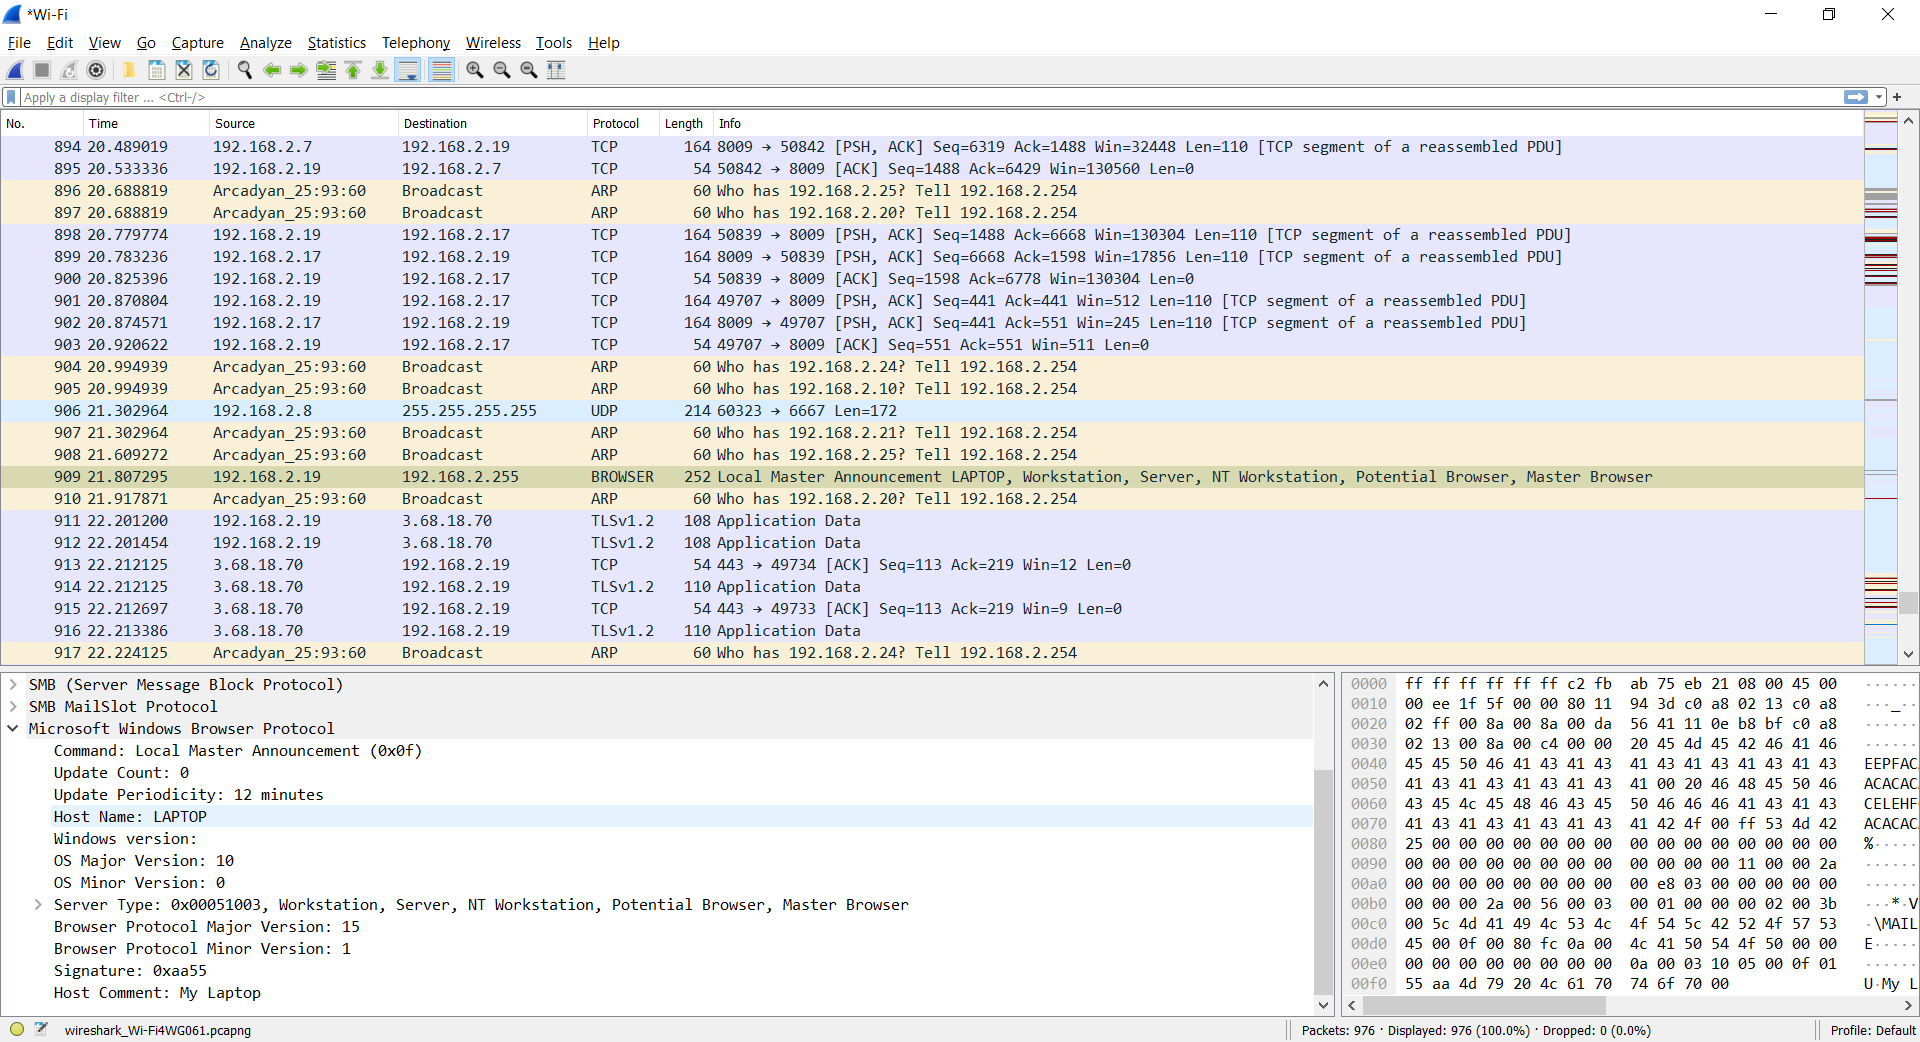 *Wi-Fi
File Edit View Go Capture Analyze Statistics Telephony Wireless Tools Help
Apply a display filter ... <Ctrl-/>
No. Time Source Destination Protocol Length Info
894 20.489019 192.168.2.7 192.168.2.19 TCP 164 8009 → 50842 [PSH, ACK] Seq=6319 Ack=1488 Win=32448 Len=110 [TCP segment of a reassembled PDU]
895 20.533336 192.168.2.19 192.168.2.7 TCP 54 50842 → 8009 [ACK] Seq=1488 Ack=6429 Win=130560 Len=0
896 20.688819 Arcadyan_25:93:60 Broadcast ARP 60 Who has 192.168.2.25? Tell 192.168.2.254
897 20.688819 Arcadyan_25:93:60 Broadcast ARP 60 Who has 192.168.2.20? Tell 192.168.2.254
898 20.779774 192.168.2.19 192.168.2.17 TCP 164 50839 → 8009 [PSH, ACK] Seq=1488 Ack=6668 Win=130304 Len=110 [TCP segment of a reassembled PDU]
899 20.783236 192.168.2.17 192.168.2.19 TCP 164 8009 → 50839 [PSH, ACK] Seq=6668 Ack=1598 Win=17856 Len=110 [TCP segment of a reassembled PDU]
900 20.825396 192.168.2.19 192.168.2.17 TCP 54 50839 → 8009 [ACK] Seq=1598 Ack=6778 Win=130304 Len=0
901 20.870804 192.168.2.19 192.168.2.17 TCP 164 49707 → 8009 [PSH, ACK] Seq=441 Ack=441 Win=512 Len=110 [TCP segment of a reassembled PDU]
902 20.874571 192.168.2.17 192.168.2.19 TCP 164 8009 → 49707 [PSH, ACK] Seq=441 Ack=551 Win=245 Len=110 [TCP segment of a reassembled PDU]
903 20.920622 192.168.2.19 192.168.2.17 TCP 54 49707 → 8009 [ACK] Seq=551 Ack=551 Win=511 Len=0
904 20.994939 Arcadyan_25:93:60 Broadcast ARP 60 Who has 192.168.2.24? Tell 192.168.2.254
905 20.994939 Arcadyan_25:93:60 Broadcast ARP 60 Who has 192.168.2.10? Tell 192.168.2.254
906 21.302964 192.168.2.8 255.255.255.255 UDP 214 60323 → 6667 Len=172
907 21.302964 Arcadyan_25:93:60 Broadcast ARP 60 Who has 192.168.2.21? Tell 192.168.2.254
908 21.609272 Arcadyan_25:93:60 Broadcast ARP 60 Who has 192.168.2.25? Tell 192.168.2.254
909 21.807295 192.168.2.19 192.168.2.255 BROWSER 252 Local Master Announcement LAPTOP, Workstation, Server, NT Workstation, Potential Browser, Master Browser
910 21.917871 Arcadyan_25:93:60 Broadcast ARP 60 Who has 192.168.2.20? Tell 192.168.2.254
911 22.201200 192.168.2.19 3.68.18.70 TLSv1.2 108 Application Data
912 22.201454 192.168.2.19 3.68.18.70 TLSv1.2 108 Application Data
913 22.212125 3.68.18.70 192.168.2.19 TCP 54 443 → 49734 [ACK] Seq=113 Ack=219 Win=12 Len=0
914 22.212125 3.68.18.70 192.168.2.19 TLSv1.2 110 Application Data
915 22.212697 3.68.18.70 192.168.2.19 TCP 54 443 → 49733 [ACK] Seq=113 Ack=219 Win=9 Len=0
916 22.213386 3.68.18.70 192.168.2.19 TLSv1.2 110 Application Data
917 22.224125 Arcadyan_25:93:60 Broadcast ARP 60 Who has 192.168.2.24? Tell 192.168.2.254
SMB (Server Message Block Protocol)
SMB MailSlot Protocol
Microsoft Windows Browser Protocol
Command: Local Master Announcement (0x0f)
Update Count: 0
Update Periodicity: 12 minutes
Host Name: LAPTOP
Windows version:
OS Major Version: 10
OS Minor Version: 0
Server Type: 0x00051003, Workstation, Server, NT Workstation, Potential Browser, Master Browser
Browser Protocol Major Version: 15
Browser Protocol Minor Version: 1
Signature: 0xaa55
Host Comment: My Laptop
0000 ff ff ff ff ff ff c2 fb ab 75 eb 21 08 00 45 00 ······
0010 00 ee 1f 5f 00 00 80 11 94 3d c0 a8 02 13 c0 a8 ···_··
0020 02 ff 00 8a 00 8a 00 da 56 41 11 0e b8 bf c0 a8 ······
0030 02 13 00 8a 00 c4 00 00 20 45 4d 45 42 46 41 46 ······
0040 45 45 50 46 41 43 41 43 41 43 41 43 41 43 41 43 EEPFACA
0050 41 43 41 43 41 43 41 43 41 00 20 46 48 45 50 46 ACACACA
0060 43 45 4c 45 48 46 43 45 50 46 46 46 41 43 41 43 CELEHF
0070 41 43 41 43 41 43 41 43 41 42 4f 00 ff 53 4d 42 ACACACA
0080 25 00 00 00 00 00 00 00 00 00 00 00 00 00 00 00 %·····
0090 00 00 00 00 00 00 00 00 00 00 00 00 11 00 00 2a ······
00a0 00 00 00 00 00 00 00 00 00 e8 03 00 00 00 00 00 ······
00b0 00 00 00 2a 00 56 00 03 00 01 00 00 00 02 00 3b ···*·V
00c0 00 5c 4d 41 49 4c 53 4c 4f 54 5c 42 52 4f 57 53 ·\MAIL
00d0 45 00 0f 00 80 fc 0a 00 4c 41 50 54 4f 50 00 00 E·····
00e0 00 00 00 00 00 00 00 00 0a 00 03 10 05 00 0f 01 ······
00f0 55 aa 4d 79 20 4c 61 70 74 6f 70 00 U·My L
wireshark_Wi-Fi4WG061.pcapng
Packets: 976 · Displayed: 976 (100.0%) · Dropped: 0 (0.0%)
Profile: Default